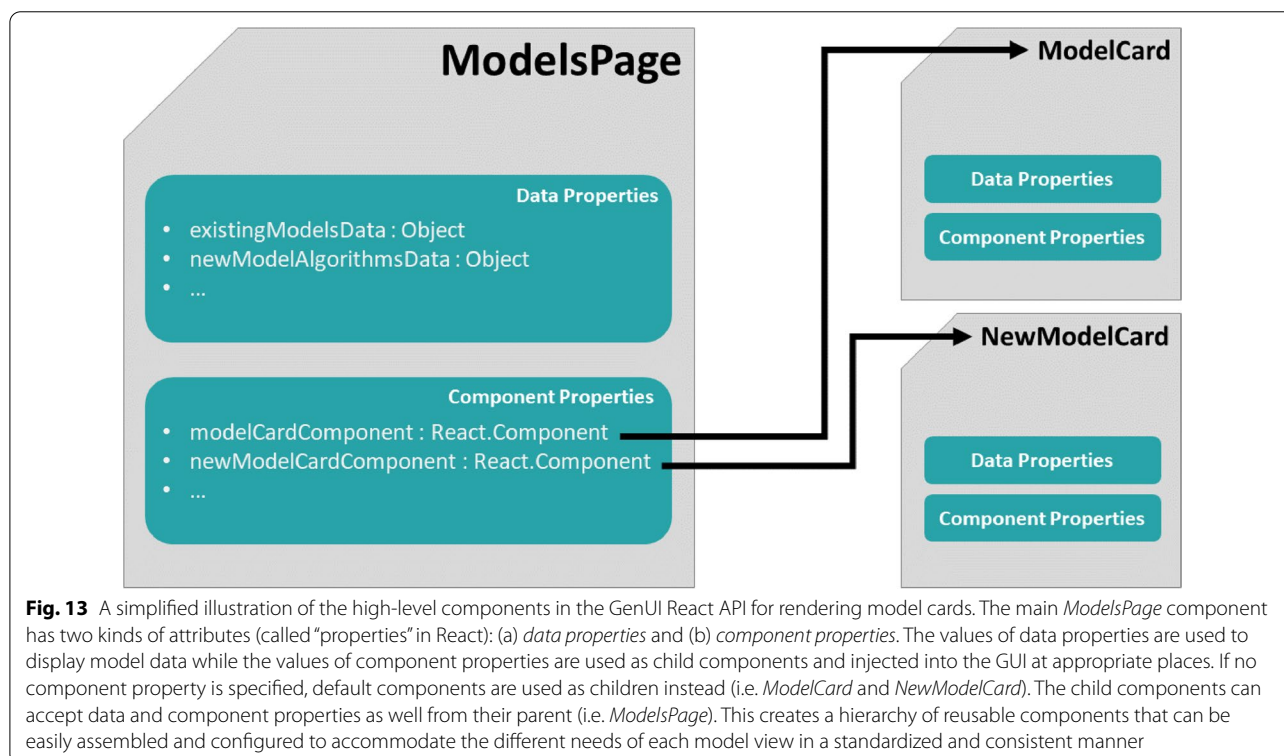 ModelsPage
Data Properties
• existingModelsData : Object
• newModelAlgorithmsData : Object
• ...
Component Properties
• modelCardComponent : React.Component
• newModelCardComponent : React.Component
• ...
ModelCard
Data Properties
Component Properties
NewModelCard
Data Properties
Component Properties
Fig. 13 A simplified illustration of the high-level components in the GenUI React API for rendering model cards. The main ModelsPage component
has two kinds of attributes (called “properties” in React): (a) data properties and (b) component properties. The values of data properties are used to
display model data while the values of component properties are used as child components and injected into the GUI at appropriate places. If no
component property is specified, default components are used as children instead (i.e. ModelCard and NewModelCard). The child components can
accept data and component properties as well from their parent (i.e. ModelsPage). This creates a hierarchy of reusable components that can be
easily assembled and configured to accommodate the different needs of each model view in a standardized and consistent manner